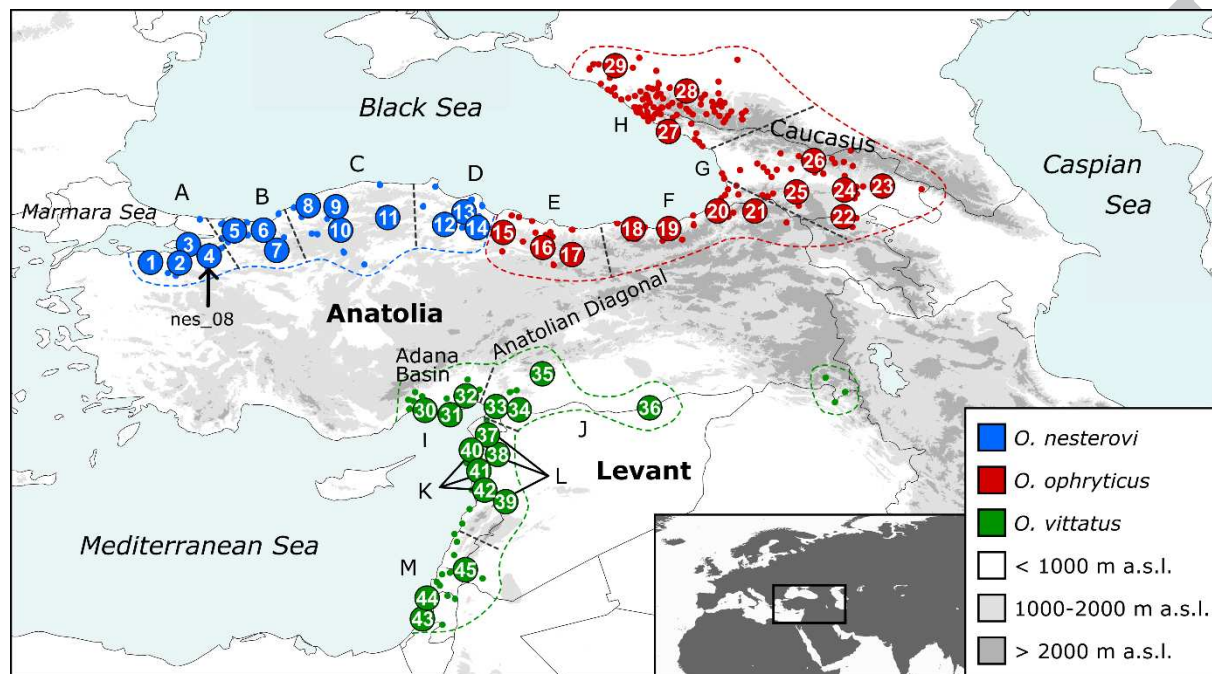 Black Sea
Caspian
Sea
Marmara Sea
Mediterranean Sea
Caucasus
Anatolia
Anatolian Diagonal
Adana
Basin
Levant
nes_08
A
B
C
D
E
F
G
H
I
J
K
L
M
1
2
3
4
5
6
7
8
9
10
11
12
13
14
15
16
17
18
19
20
21
22
23
24
25
26
27
28
29
30
31
32
33
34
35
36
37
38
39
40
41
42
43
44
45
O. nesterovi
O. ophryticus
O. vittatus
< 1000 m a.s.l.
1000-2000 m a.s.l.
> 2000 m a.s.l.